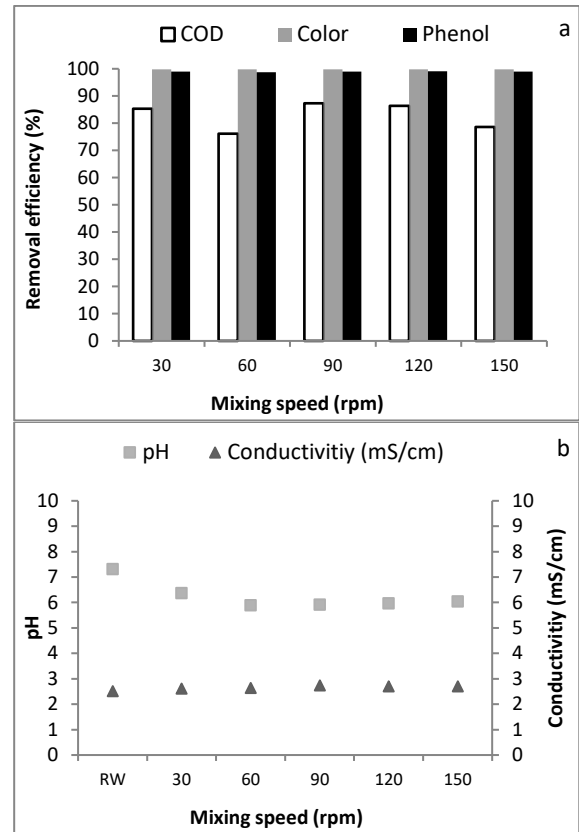 COD Color Phenol a
100
90
80
70
60
50
40
30
20
10
0
Removal efficiency (%)
30 60 90 120 150
Mixing speed (rpm)
pH Conductivitiy (mS/cm) b
10 10
9 9
8 8
7 7
6 6
5 5
4 4
3 3
2 2
1 1
0 0
pH
Conductivitiy (mS/cm)
RW 30 60 90 120 150
Mixing speed (rpm)